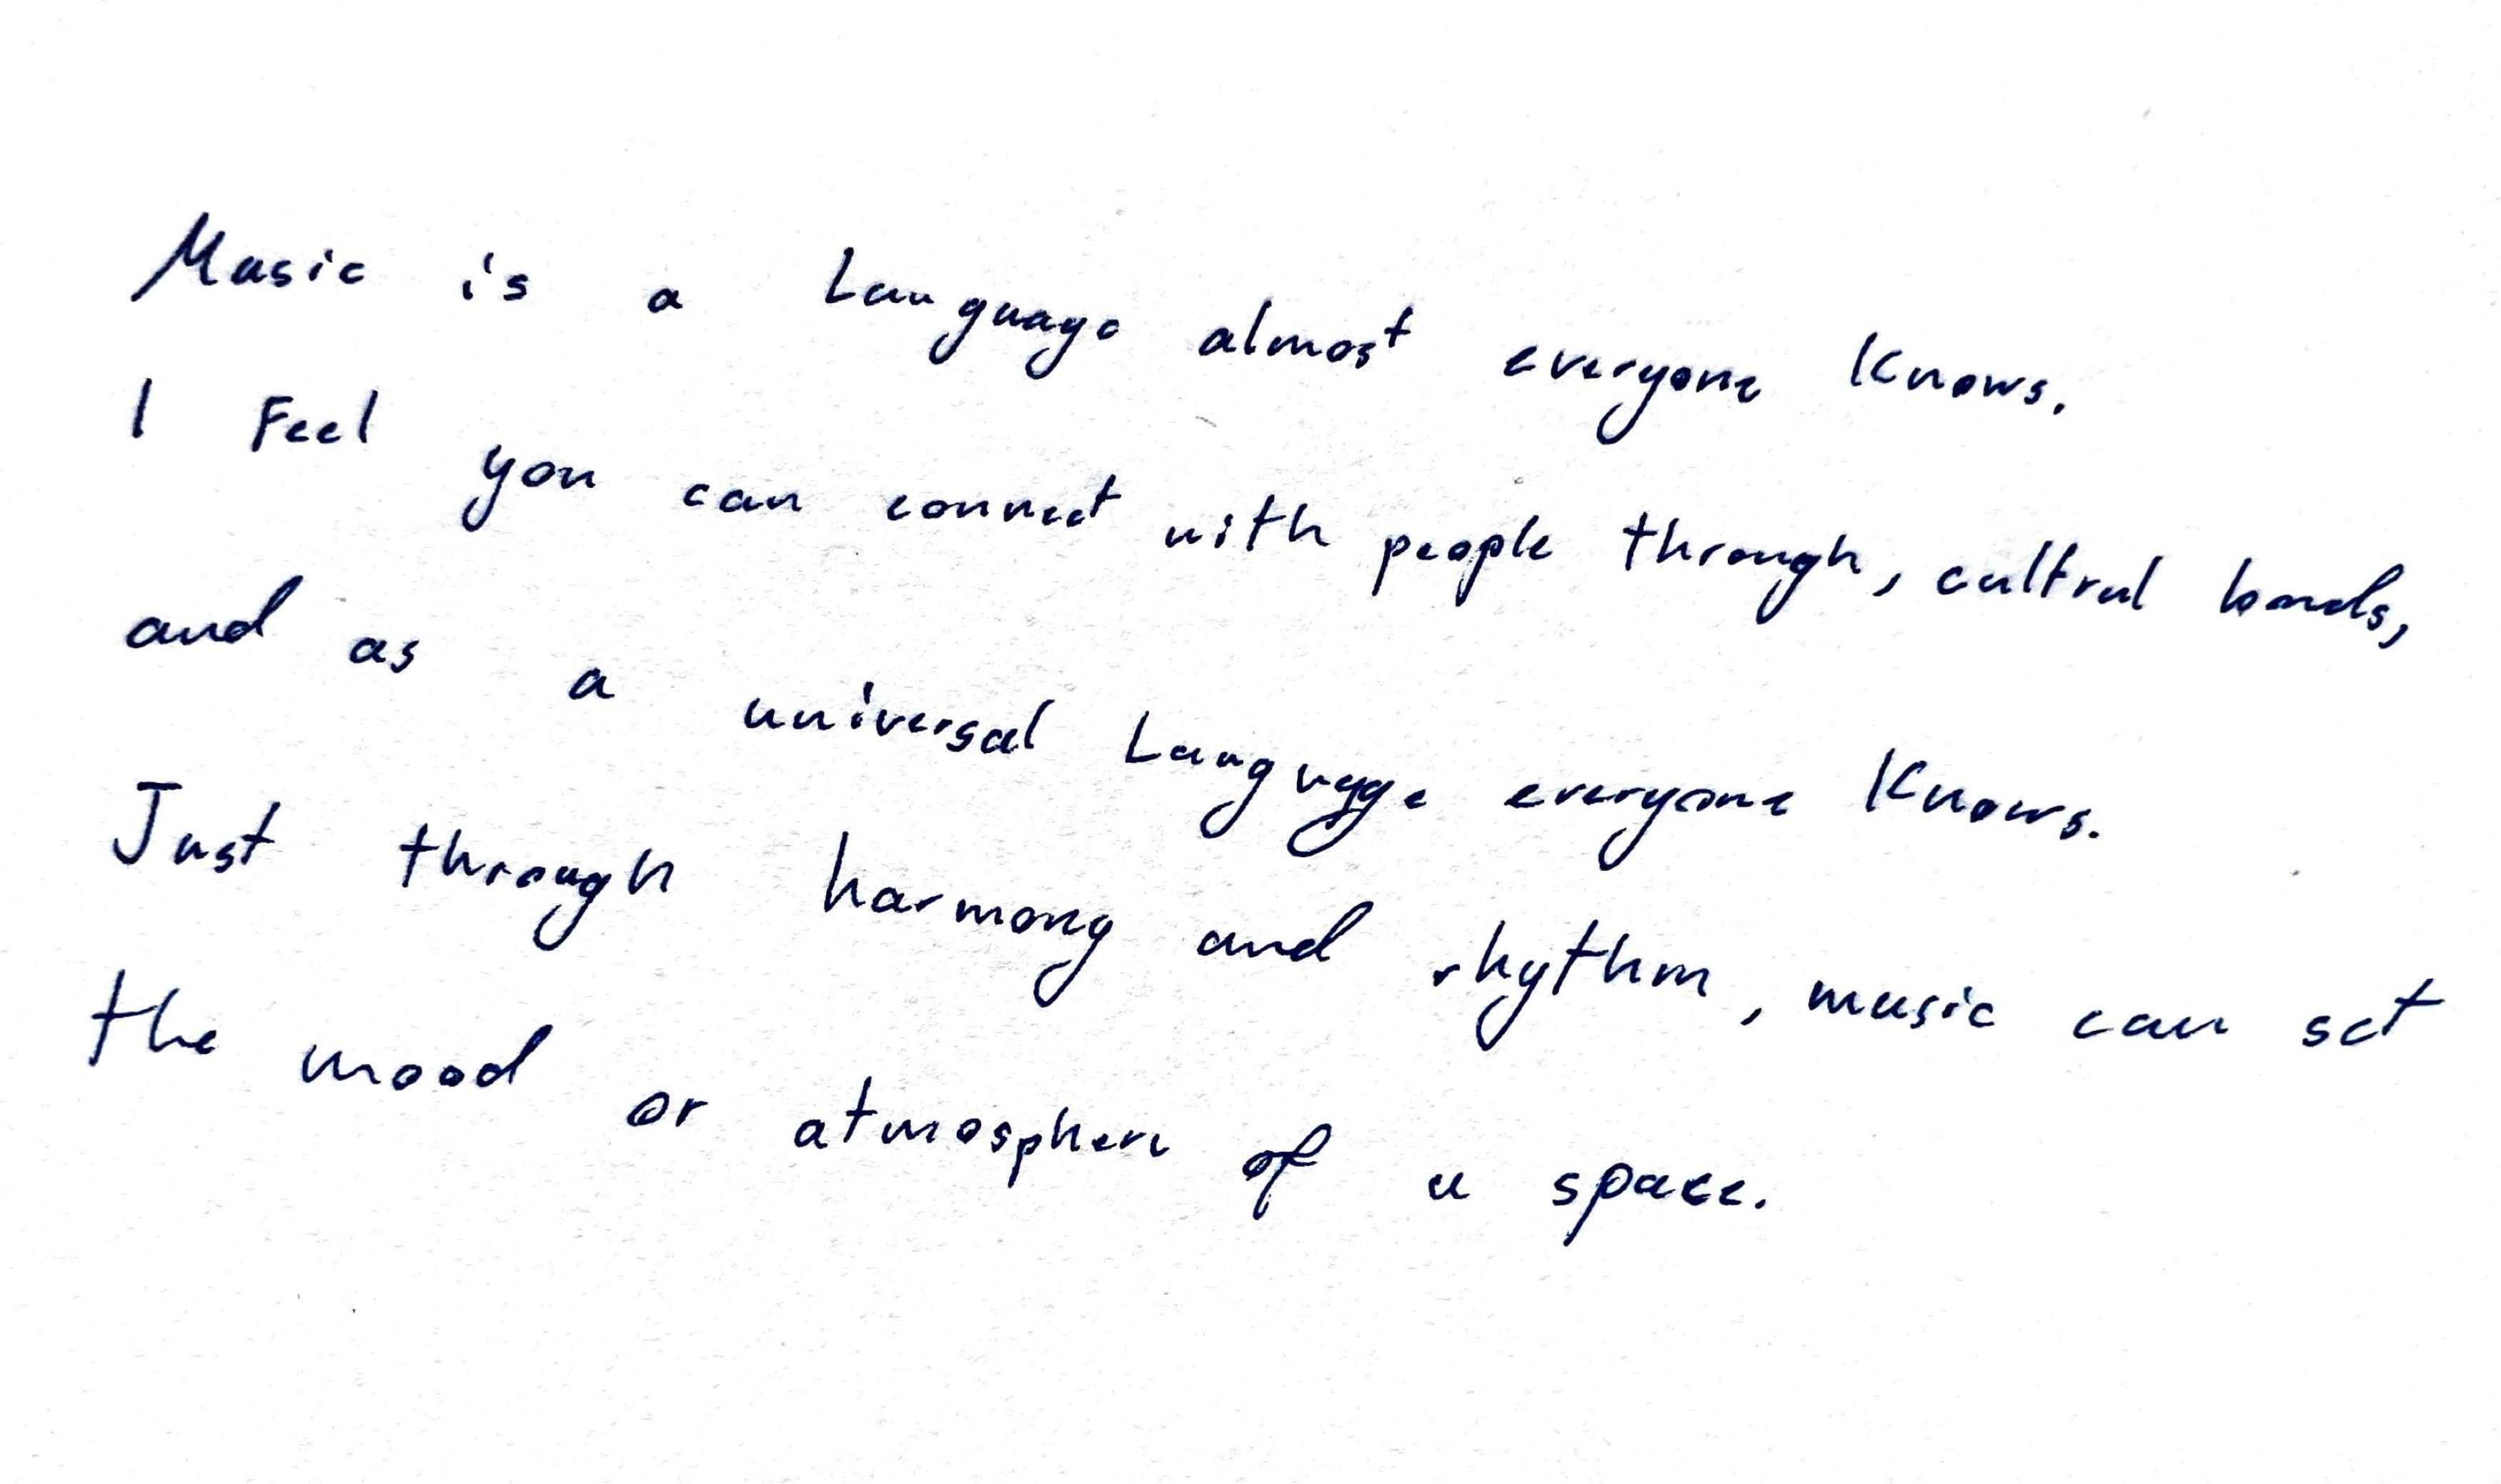 Music is a Language almost everyone Knows.
I Feel you can connect with people through, cultrul bonds,
and as a universal Language everyone Knows.
Just through harmony and rhythm, music can set
the mood or atmosphere of a space.